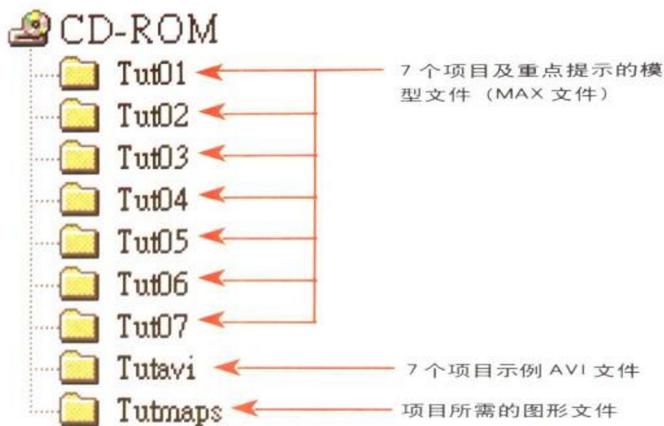 CD-ROM
Tut01
7 个项目及重点提示的模
型文件 (MAX 文件)
Tut02
Tut03
Tut04
Tut05
Tut06
Tut07
Tutavi
7 个项目示例 AVI 文件
Tutmaps
项目所需的图形文件